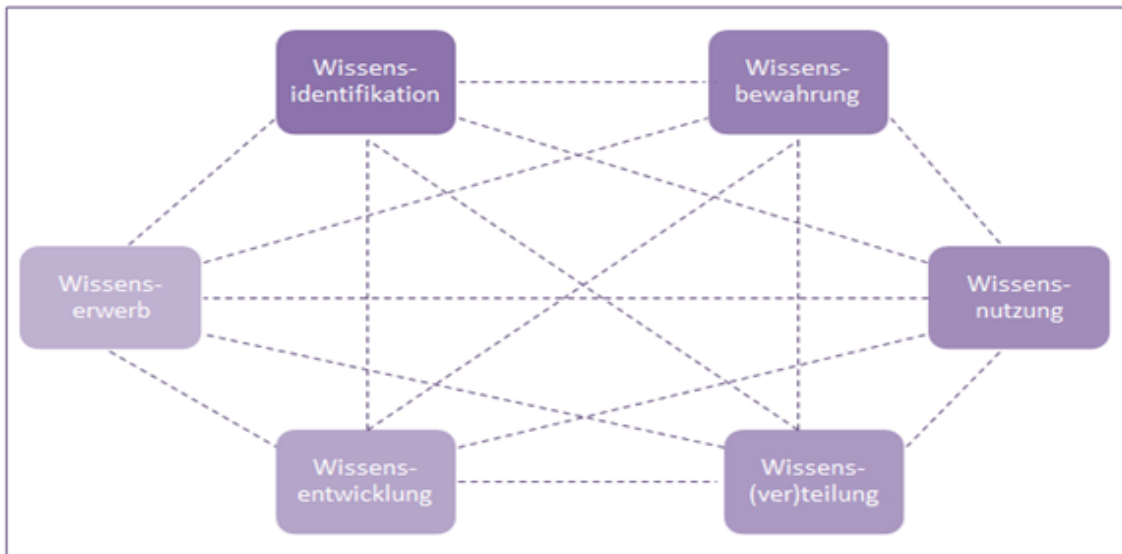 Wissens-
identifikation
Wissens-
bewahrung
Wissens-
erwerb
Wissens-
nutzung
Wissens-
entwicklung
Wissens-
(ver)teilung